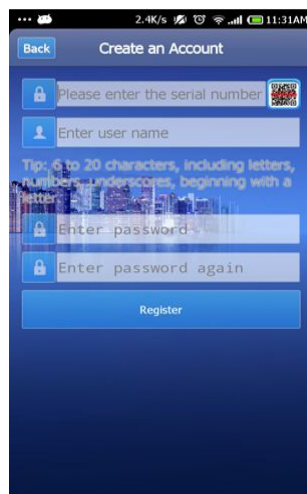 ... 2.4K/s 11:31AM
Back Create an Account
Please enter the serial number
Enter user name
Tip: 6 to 20 characters, including letters,
numbers, underscores, beginning with a
letter
Enter password
Enter password again
Register